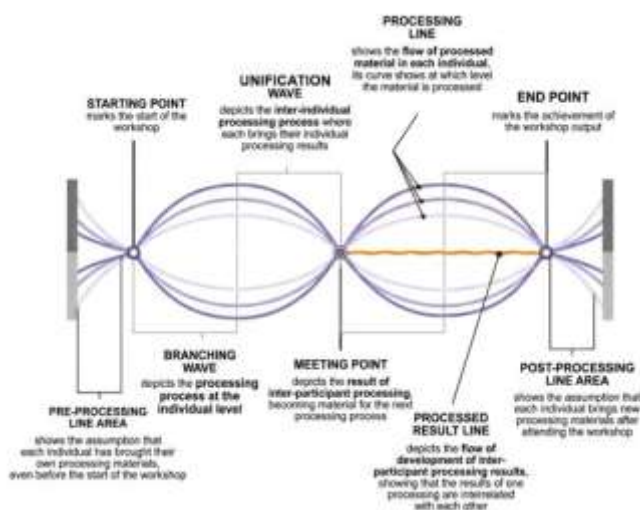 PROCESSING
LINE
shows the flow of processed
material in each individual,
its curve shows at which level
the material is processed
UNIFICATION
WAVE
depicts the inter-individual
processing process where
each brings their individual
processing results
STARTING POINT
marks the start of the
workshop
END POINT
marks the achievement of
the workshop output
BRANCHING
WAVE
depicts the processing
process at the
individual level
MEETING POINT
depicts the result of
inter-participant processing,
becoming material for the next
processing process
POST-PROCESSING
LINE AREA
shows the assumption that
each individual brings new
processing materials after
attending the workshop
PRE-PROCESSING
LINE AREA
shows the assumption that
each individual has brought their
own processing materials,
even before the start of the workshop
PROCESSED
RESULT LINE
depicts the flow of
development of inter-
participant processing results,
showing that the results of one
processing are interrelated
with each other